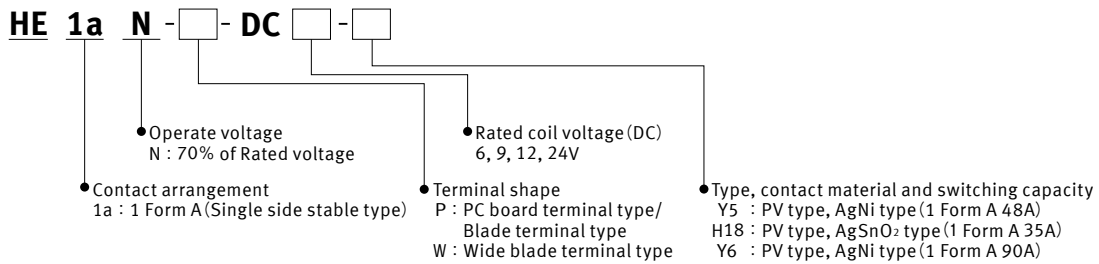 HE 1a N - □ - DC □ - □
Operate voltage
N : 70% of Rated voltage
Rated coil voltage (DC)
6, 9, 12, 24V
Contact arrangement
1a : 1 Form A (Single side stable type)
Terminal shape
P : PC board terminal type/
Blade terminal type
W : Wide blade terminal type
Type, contact material and switching capacity
Y5 : PV type, AgNi type (1 Form A 48A)
H18 : PV type, AgSnO₂ type (1 Form A 35A)
Y6 : PV type, AgNi type (1 Form A 90A)